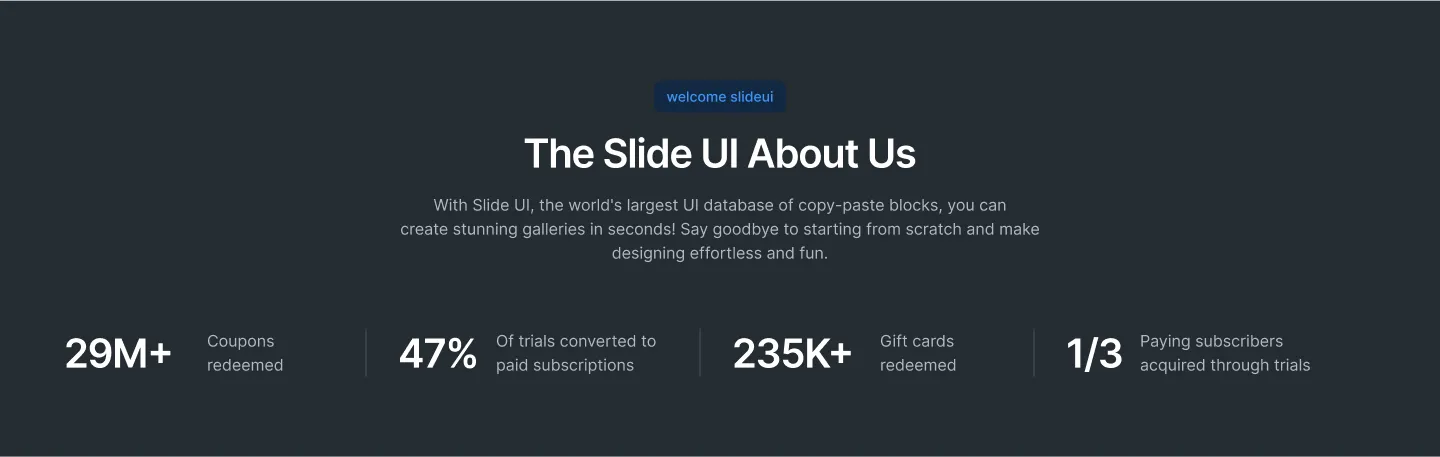 welcome slideui
The Slide UI About Us
With Slide UI, the world's largest UI database of copy-paste blocks, you can
create stunning galleries in seconds! Say goodbye to starting from scratch and make
designing effortless and fun.
29M+
Coupons
redeemed
47%
Of trials converted to
paid subscriptions
235K+
Gift cards
redeemed
1/3
Paying subscribers
acquired through trials